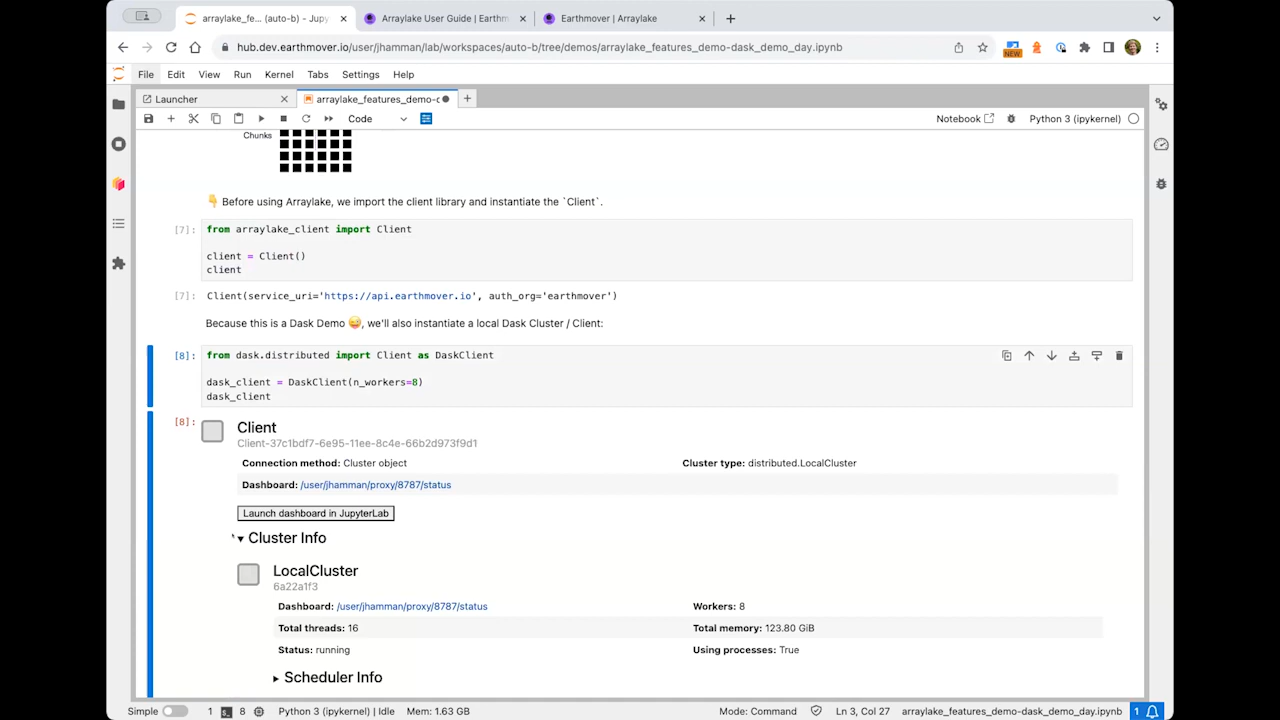 arraylake_fe... (auto-b) - Jupy
Arraylake User Guide | Earthm
Earthmover | Arraylake
hub.dev.earthmover.io/user/jhamman/lab/workspaces/auto-b/tree/demos/arraylake_features_demo-dask_demo_day.ipynb
NEW
File Edit View Run Kernel Tabs Settings Help
Launcher
arraylake_features_demo-c
Code
Notebook
Python 3 (ipykernel)
Chunks
👇 Before using Arraylake, we import the client library and instantiate the `Client`.
[7]: from arraylake_client import Client
client = Client()
client
[7]: Client(service_uri='https://api.earthmover.io', auth_org='earthmover')
Because this is a Dask Demo 😜, we'll also instantiate a local Dask Cluster / Client:
[8]: from dask.distributed import Client as DaskClient
dask_client = DaskClient(n_workers=8)
dask_client
[8]: Client
Client-37c1bdf7-6e95-11ee-8c4e-66b2d973f9d1
Connection method: Cluster object Cluster type: distributed.LocalCluster
Dashboard: /user/jhamman/proxy/8787/status
Launch dashboard in JupyterLab
▼ Cluster Info
LocalCluster
6a22a1f3
Dashboard: /user/jhamman/proxy/8787/status Workers: 8
Total threads: 16 Total memory: 123.80 GiB
Status: running Using processes: True
▶ Scheduler Info
Simple 1 8 Python 3 (ipykernel) | Idle Mem: 1.63 GB Mode: Command Ln 3, Col 27 arraylake_features_demo-dask_demo_day.ipynb 1